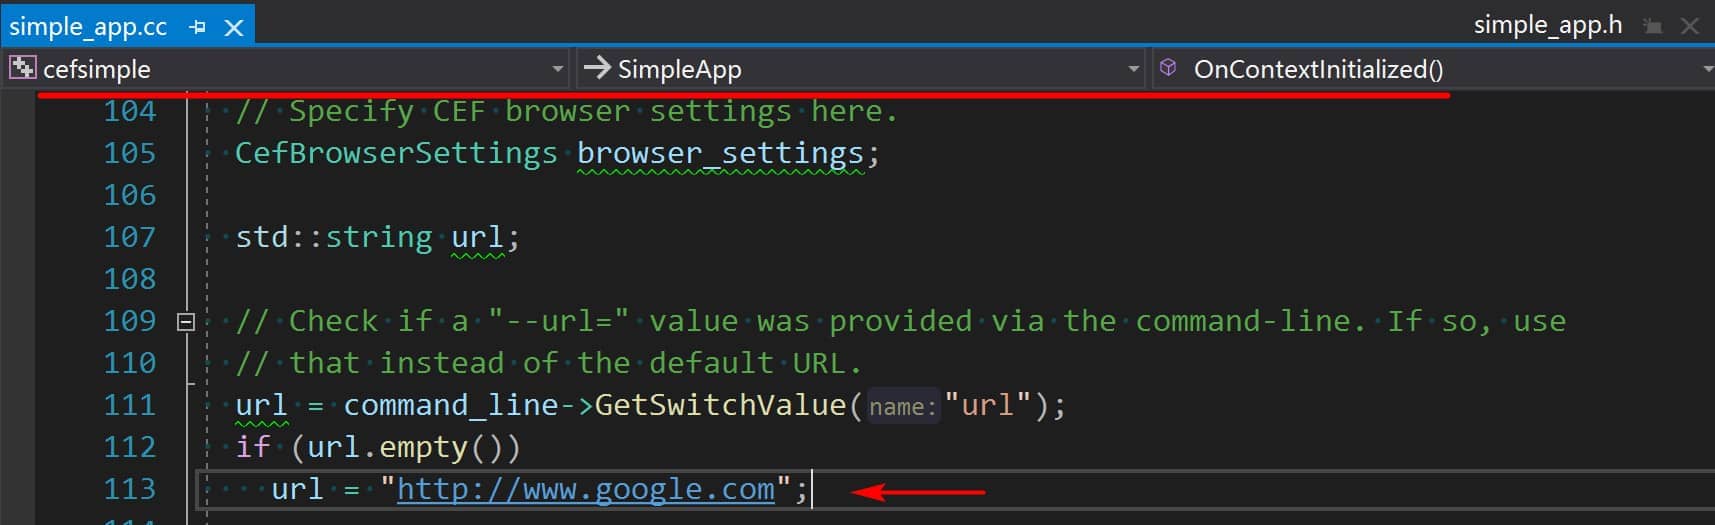 simple_app.cc simple_app.h
cefsimple SimpleApp OnContextInitialized()
104 // Specify CEF browser settings here.
105 CefBrowserSettings browser_settings;
106
107 std::string url;
108
109 // Check if a "--url=" value was provided via the command-line. If so, use
110 // that instead of the default URL.
111 url = command_line->GetSwitchValue(name:"url");
112 if (url.empty())
113 url = "http://www.google.com";
114